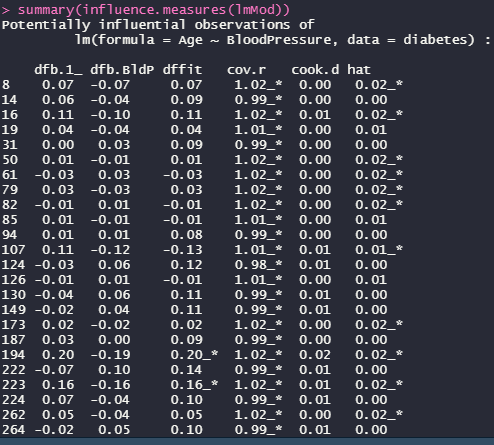 > summary(influence.measures(lmMod))
Potentially influential observations of
         lm(formula = Age ~ BloodPressure, data = diabetes) :

    dfb.1_ dfb.BldP dffit   cov.r   cook.d hat
8    0.07  -0.07     0.07    1.02_*  0.00   0.02_*
14   0.06  -0.04     0.09    0.99_*  0.00   0.00
16   0.11  -0.10     0.11    1.02_*  0.01   0.02_*
19   0.04  -0.04     0.04    1.01_*  0.00   0.01
31   0.00   0.03     0.09    0.99_*  0.00   0.00
50   0.01  -0.01     0.01    1.02_*  0.00   0.02_*
61  -0.03   0.03    -0.03    1.02_*  0.00   0.02_*
79  -0.03   0.03     0.03    1.02_*  0.00   0.02_*
82  -0.01   0.01    -0.01    1.02_*  0.00   0.02_*
85   0.01   0.01    -0.01    1.01_*  0.00   0.01
94   0.01   0.01     0.08    0.99_*  0.00   0.00
107  0.11  -0.12    -0.13    1.01_*  0.01   0.01_*
124 -0.03   0.06     0.12    0.98_*  0.01   0.00
126 -0.01   0.01     0.01    1.01_*  0.00   0.01
130 -0.04   0.06     0.11    0.99_*  0.01   0.00
149 -0.02   0.04     0.11    0.99_*  0.01   0.00
173  0.02  -0.02     0.02    1.02_*  0.00   0.02_*
187  0.03   0.00     0.09    0.99_*  0.00   0.00
194  0.20  -0.19     0.20_*  1.02_*  0.02   0.02_*
222 -0.07   0.10     0.14    0.99_*  0.01   0.00
223  0.16  -0.16     0.16_*  1.02_*  0.01   0.02_*
224  0.07  -0.04     0.10    0.99_*  0.01   0.00
262  0.05  -0.04     0.05    1.02_*  0.00   0.02_*
264 -0.02   0.05     0.10    0.99_*  0.01   0.00